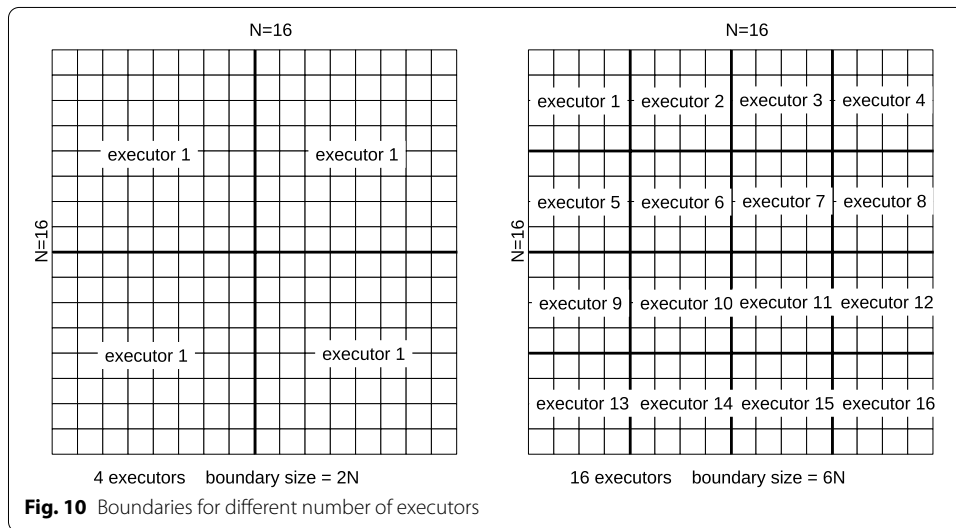 N=16
N=16
executor 1
executor 1
N=16
executor 1
executor 1
4 executors boundary size = 2N
N=16
executor 1
executor 2
executor 3
executor 4
executor 5
executor 6
executor 7
executor 8
N=16
executor 9
executor 10
executor 11
executor 12
executor 13
executor 14
executor 15
executor 16
16 executors boundary size = 6N
Fig. 10 Boundaries for different number of executors